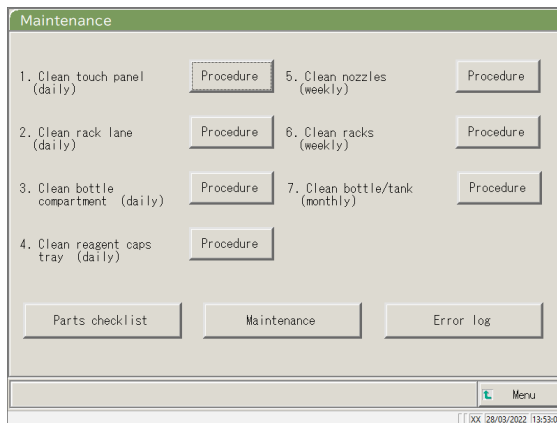 Maintenance
1. Clean touch panel
(daily)
Procedure
5. Clean nozzles
(weekly)
Procedure
2. Clean rack lane
(daily)
Procedure
6. Clean racks
(weekly)
Procedure
3. Clean bottle
compartment (daily)
Procedure
7. Clean bottle/tank
(monthly)
Procedure
4. Clean reagent caps
tray (daily)
Procedure
Parts checklist
Maintenance
Error log
Menu
XX 28/03/2022 13:53:0